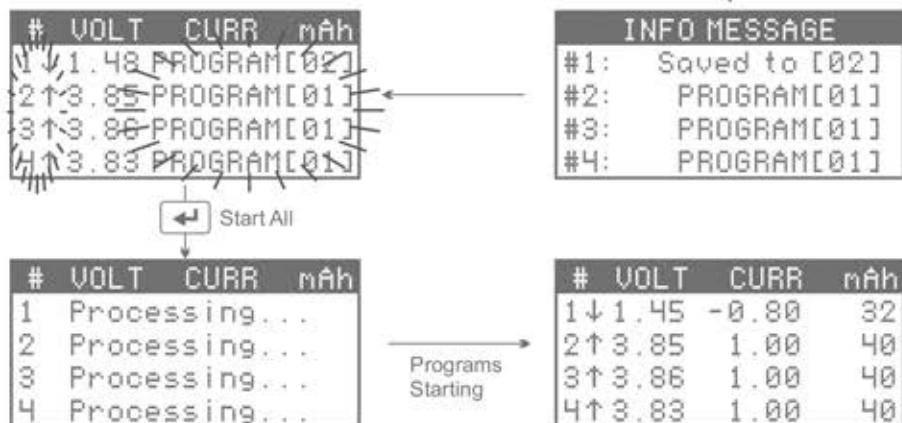 # VOLT CURR mAh
1↓1.48 PROGRAM[02]
2↑3.85 PROGRAM[01]
3↑3.86 PROGRAM[01]
4↑3.83 PROGRAM[01]
INFO MESSAGE
#1: Saved to [02]
#2: PROGRAM[01]
#3: PROGRAM[01]
#4: PROGRAM[01]
Start All
# VOLT CURR mAh
1 Processing...
2 Processing...
3 Processing...
4 Processing...
Programs
Starting
# VOLT CURR mAh
1↓1.45 -0.80 32
2↑3.85 1.00 40
3↑3.86 1.00 40
4↑3.83 1.00 40